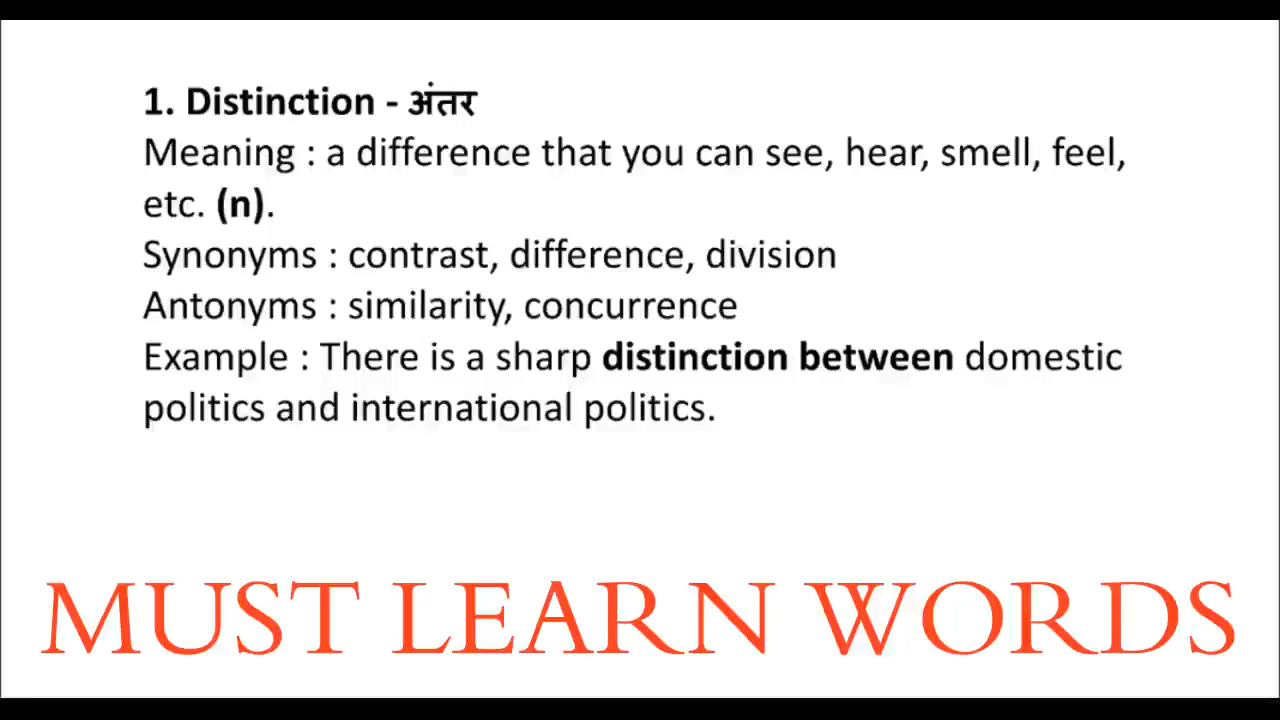 1. Distinction - अंतर
Meaning : a difference that you can see, hear, smell, feel,
etc. (n).
Synonyms : contrast, difference, division
Antonyms : similarity, concurrence
Example : There is a sharp distinction between domestic
politics and international politics.
MUST LEARN WORDS